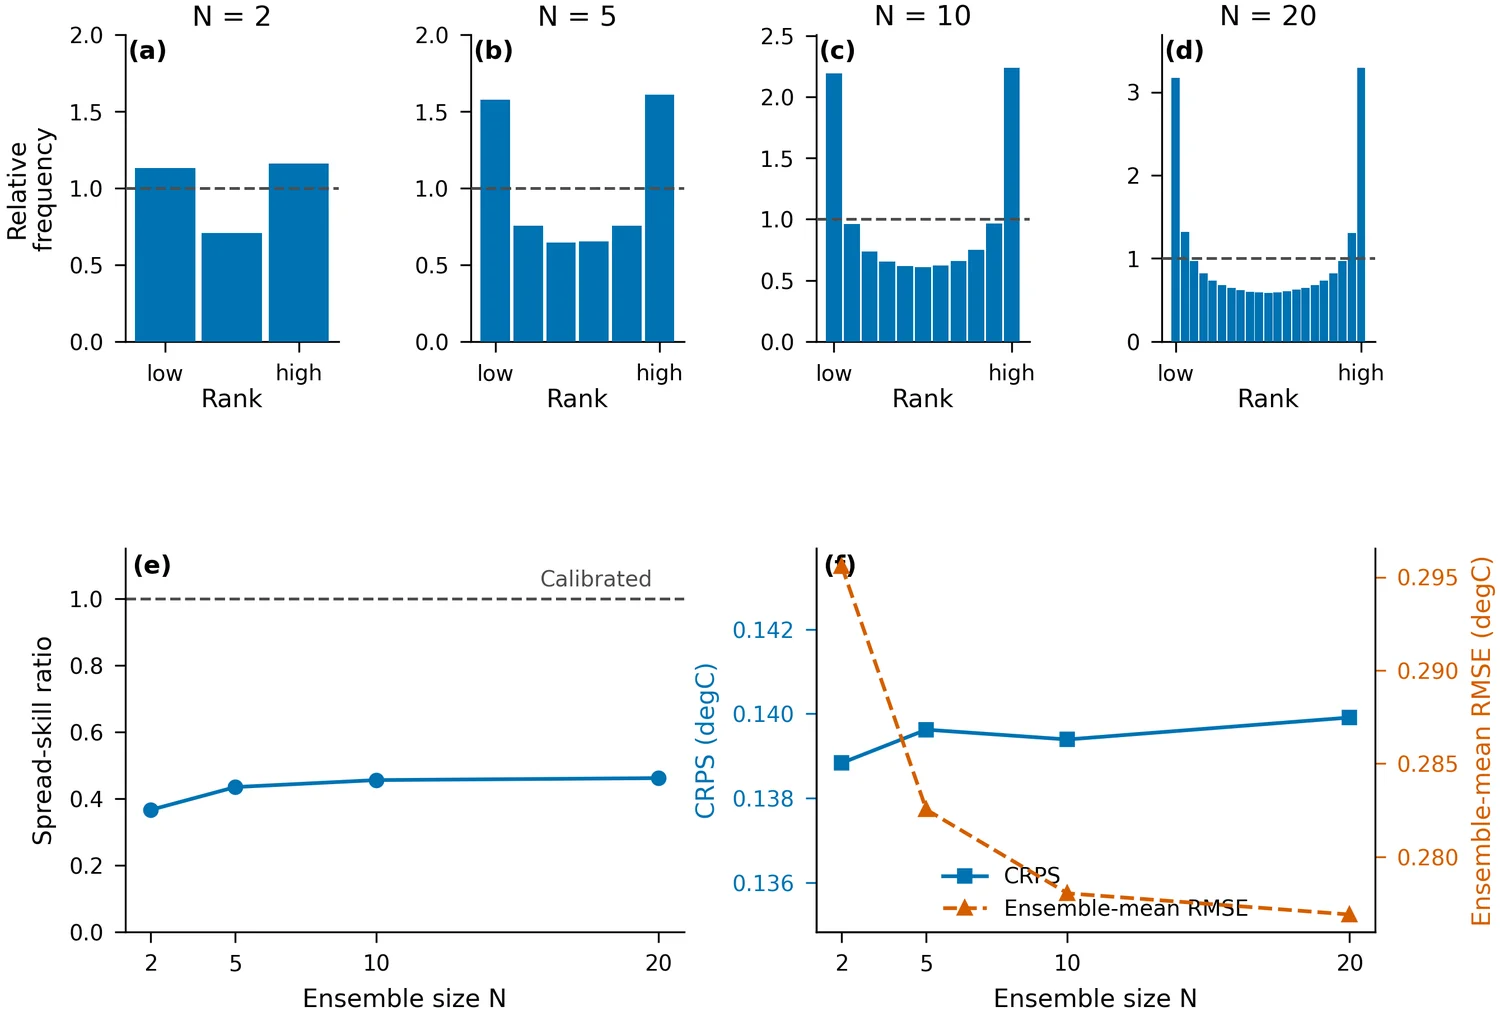 N = 2
N = 5
N = 10
N = 20
(a)
(b)
(c)
(d)
Relative
frequency
2.0
1.5
1.0
0.5
0.0
low
high
Rank
2.0
1.5
1.0
0.5
0.0
low
high
Rank
2.5
2.0
1.5
1.0
0.5
0.0
low
high
Rank
3
2
1
0
low
high
Rank
(e)
Calibrated
Spread-skill ratio
1.0
0.8
0.6
0.4
0.2
0.0
2
5
10
20
Ensemble size N
(f)
CRPS (degC)
0.142
0.140
0.138
0.136
CRPS
Ensemble-mean RMSE
2
5
10
20
Ensemble size N
0.295
0.290
0.285
0.280
Ensemble-mean RMSE (degC)